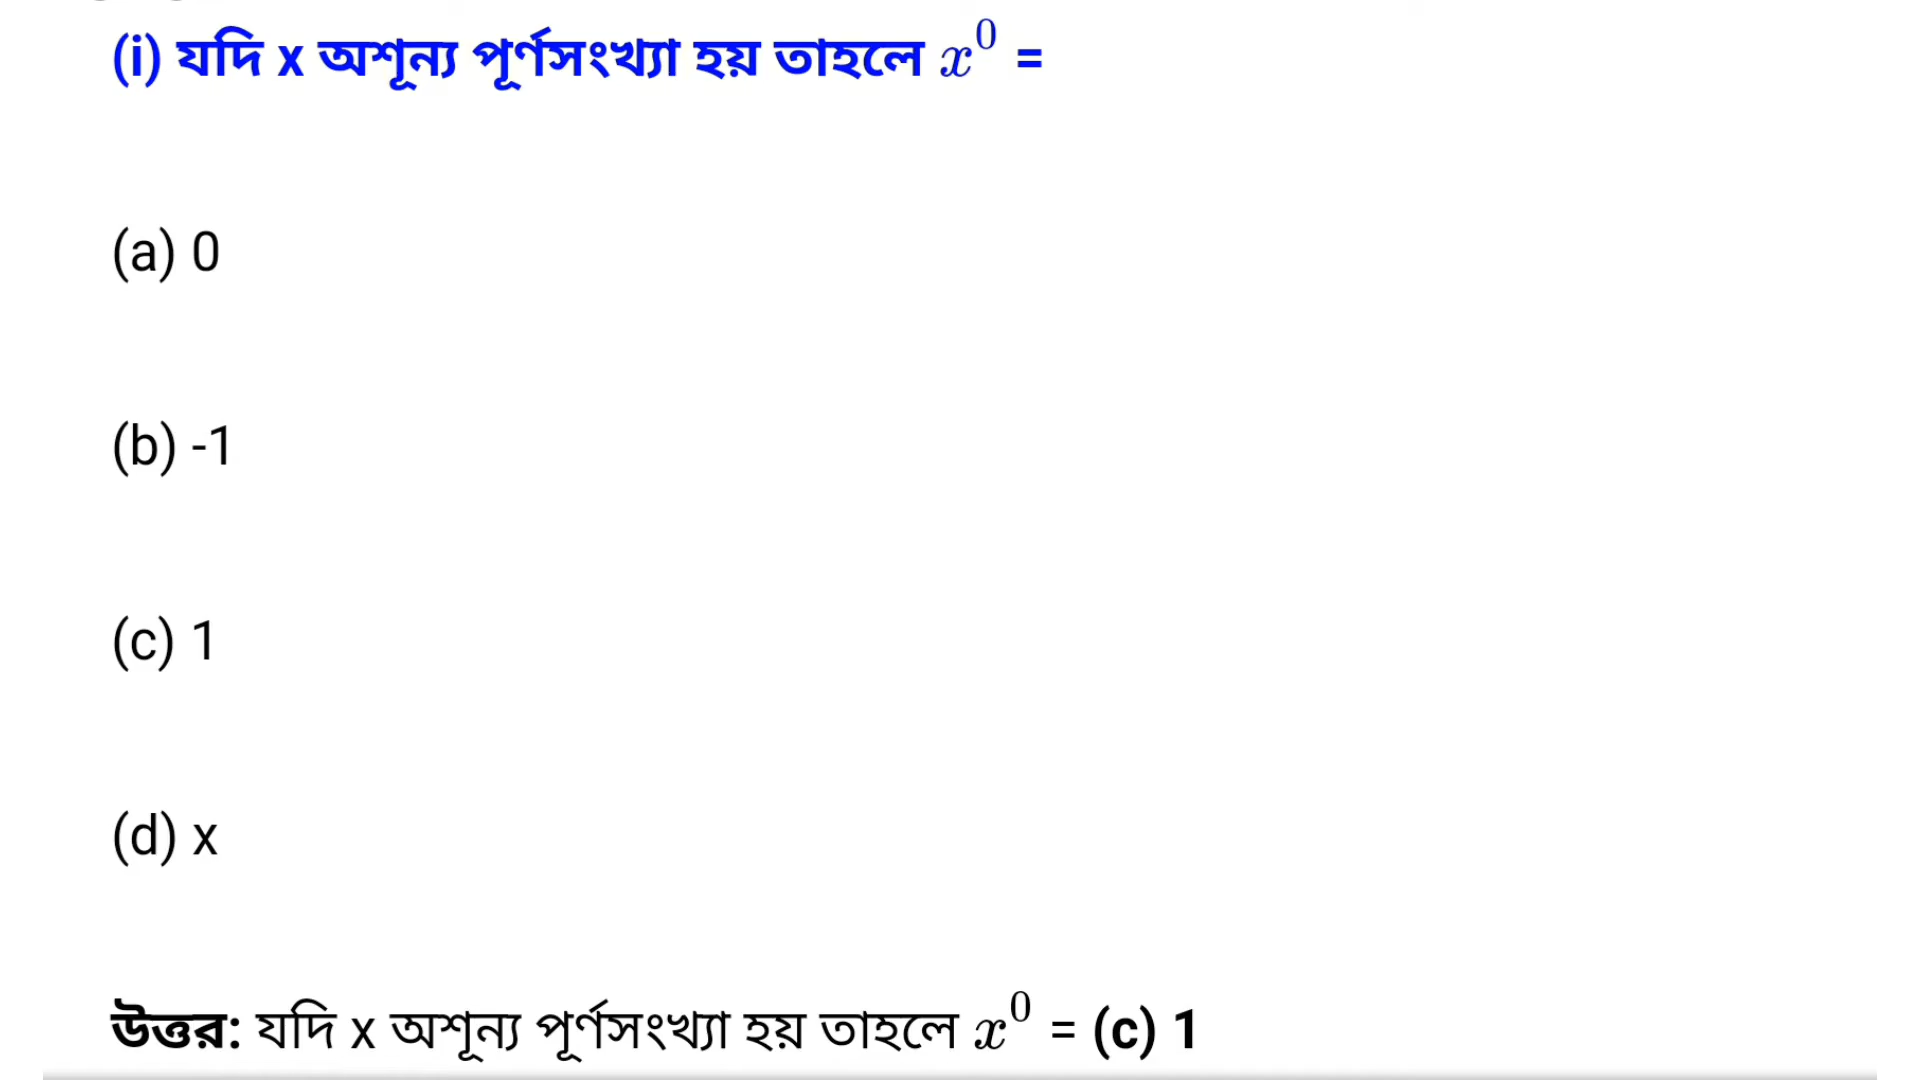 (i) যদি x অশূন্য পূর্ণসংখ্যা হয় তাহলে x⁰ =
(a) 0
(b) -1
(c) 1
(d) x
উত্তর: যদি x অশূন্য পূর্ণসংখ্যা হয় তাহলে x⁰ = (c) 1